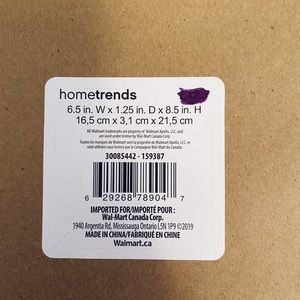 hometrends
6.5 in. W x 1.25 in. D x 8.5 in. H
16,5 cm x 3,1 cm x 21,5 cm
All Walmart trademarks are property of Walmart Apollo, LLC. and
are used under license by Wal-Mart Canada Corp.
Toutes les marques de Walmart sont la propriété de Walmart Apollo, LLC. et
sont utilisées sous licence par la Compagnie Wal-Mart du Canada
30085442 - 159387
6 29268 78904 7
IMPORTED FOR/IMPORTÉ POUR :
Wal-Mart Canada Corp.
1940 Argentia Rd, Mississauga Ontario L5N 1P9 ©2019
MADE IN CHINA/FABRIQUÉ EN CHINE
Walmart.ca